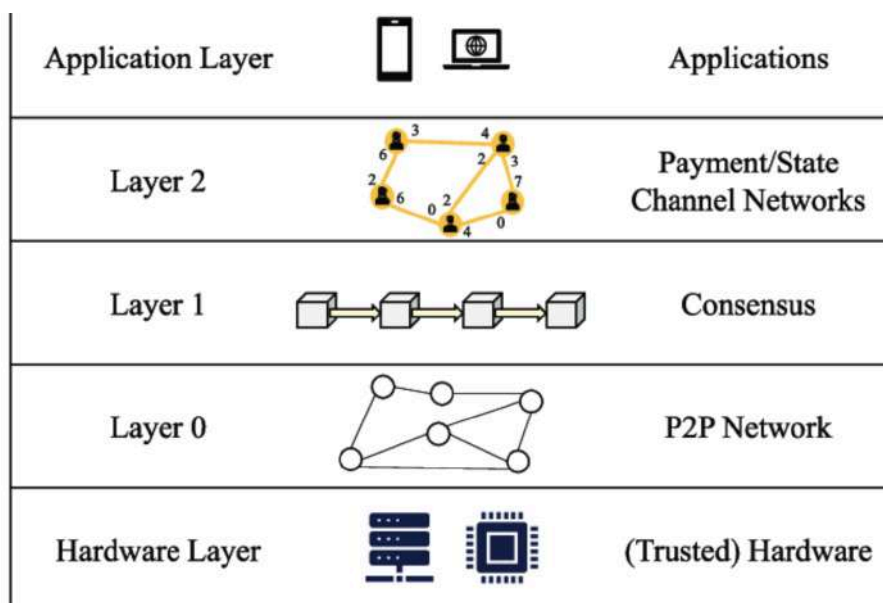 Application Layer
Applications
3 4
6 2 3
2 7
6 2
0 0
4
Layer 2
Payment/State
Channel Networks
Layer 1
Consensus
Layer 0
P2P Network
Hardware Layer
(Trusted) Hardware